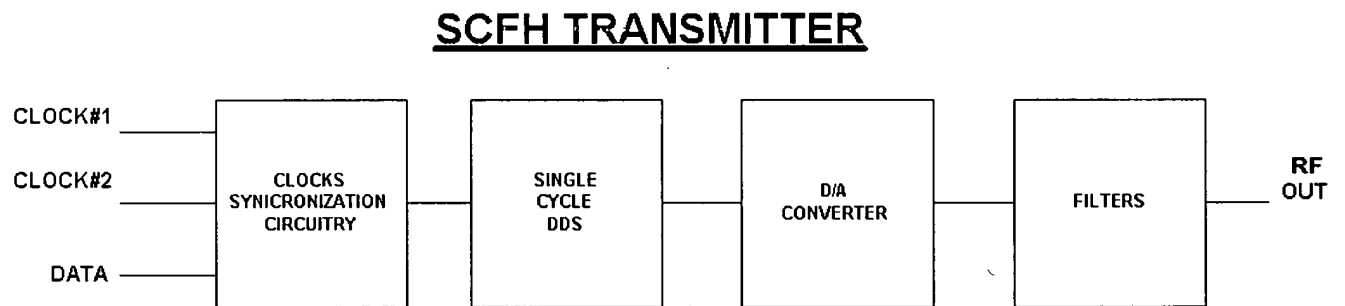 SCFH TRANSMITTER
CLOCK#1
CLOCK#2
DATA
CLOCKS
SYNICRONIZATION
CIRCUITRY
SINGLE
CYCLE
DDS
D/A
CONVERTER
FILTERS
RF
OUT